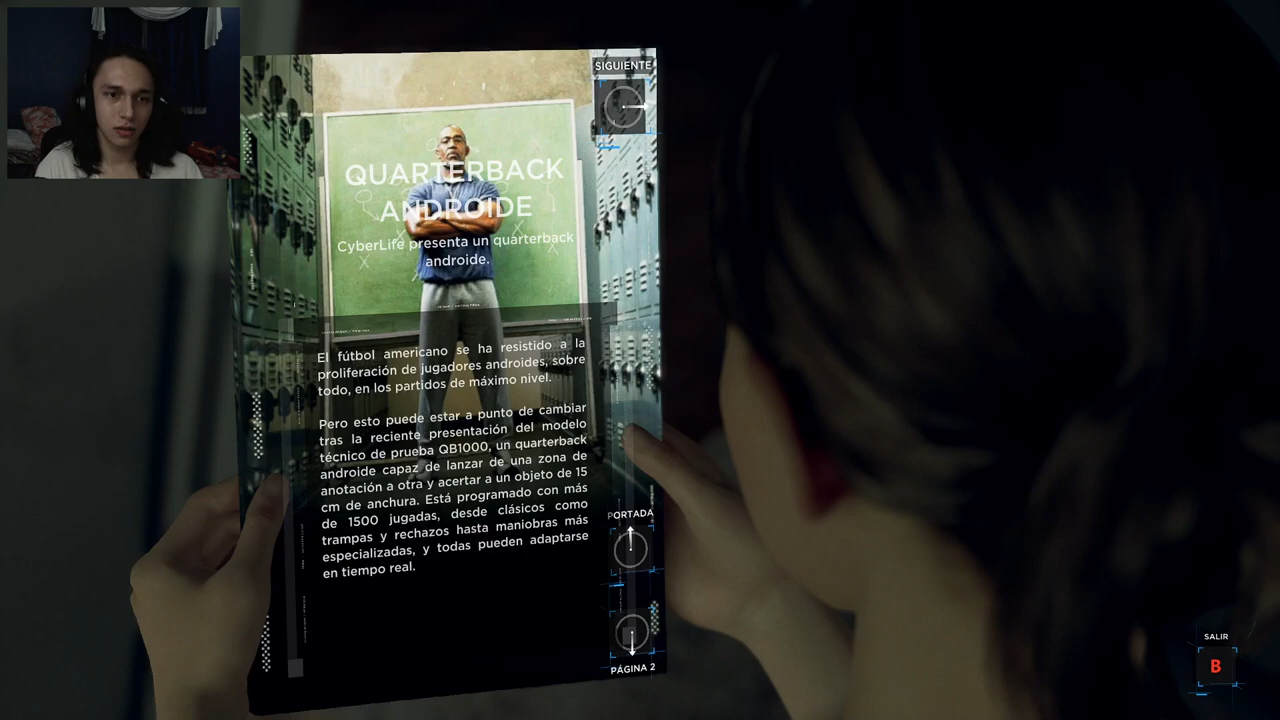 SIGUIENTE
QUARTERBACK
ANDROIDE
CyberLife presenta un quarterback
androide.
El fútbol americano se ha resistido a la
proliferación de jugadores androides, sobre
todo, en los partidos de máximo nivel.
Pero esto puede estar a punto de cambiar
tras la reciente presentación del modelo
técnico de prueba QB1000, un quarterback
androide capaz de lanzar de una zona de
anotación a otra y acertar a un objeto de 15
cm de anchura. Está programado con más
de 1500 jugadas, desde clásicos como
trampas y rechazos hasta maniobras más
especializadas, y todas pueden adaptarse
en tiempo real.
PORTADA
PÁGINA 2
SALIR
B